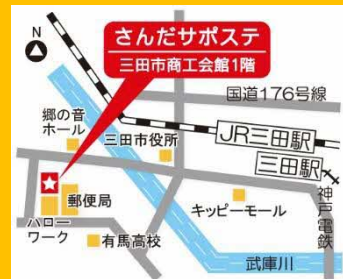 N
さんだサポステ
三田市商工会館1階
国道176号線
郷の音
ホール
三田市役所
JR三田駅
三田駅
神戸電鉄
郵便局
キッピーモール
ハロー
ワーク
有馬高校
武庫川